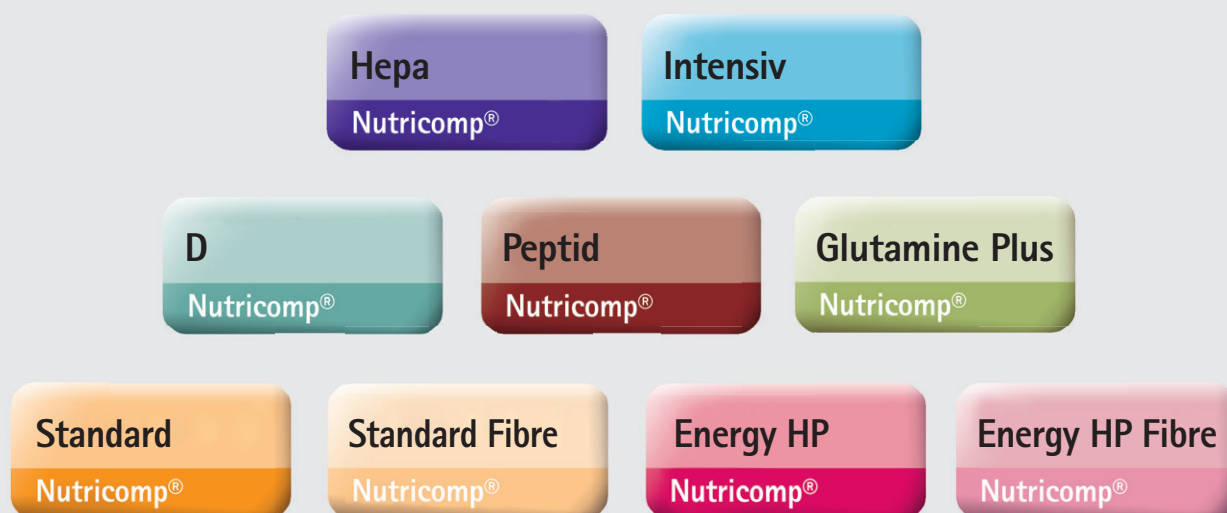 Hepa
Nutricomp®
Intensiv
Nutricomp®
D
Nutricomp®
Peptid
Nutricomp®
Glutamine Plus
Nutricomp®
Standard
Nutricomp®
Standard Fibre
Nutricomp®
Energy HP
Nutricomp®
Energy HP Fibre
Nutricomp®